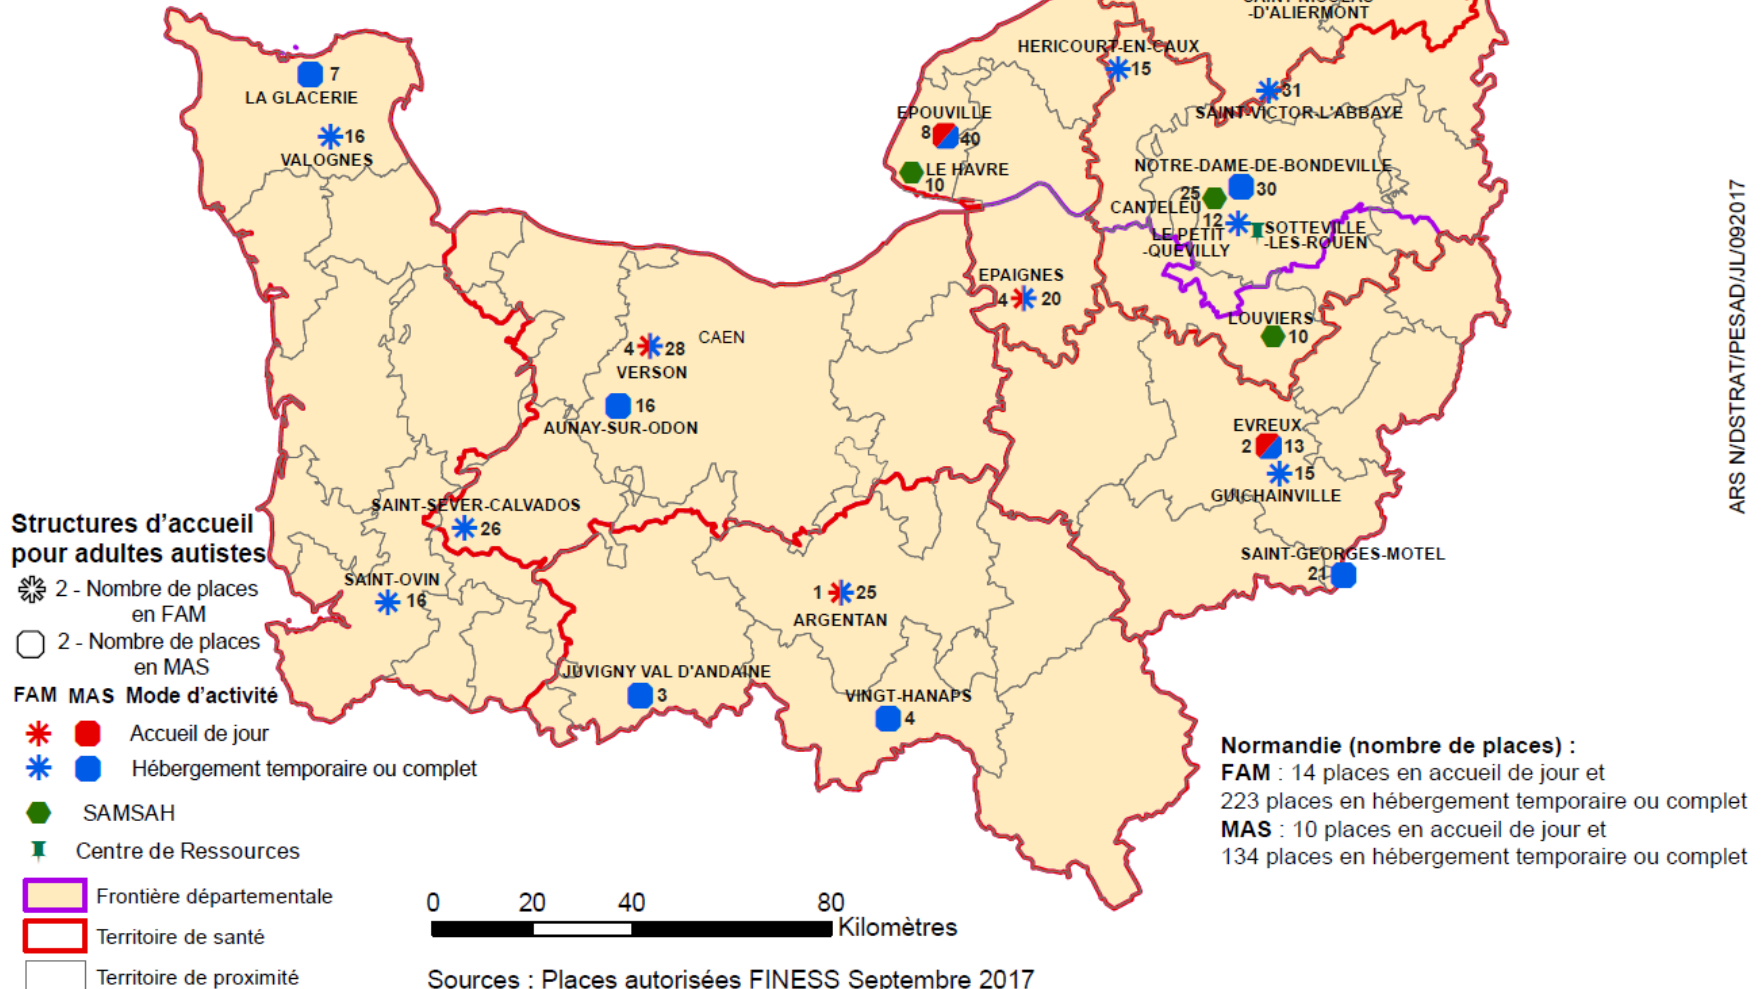 SAINT-NICOLAS
-D'ALIERMONT
HERICOURT-EN-CAUX
15
7
LA GLACERIE
31
SAINT-VICTOR-L'ABBAYE
EPOUVILLE
8
40
16
VALOGNES
LE HAVRE
10
NOTRE-DAME-DE-BONDEVILLE
25
30
CANTELEU
12
LE PETIT
-QUEVILLY
SOTTEVILLE
-LES-ROUEN
EPAIGNES
4
20
LOUVIERS
10
CAEN
4
28
VERSON
16
AUNAY-SUR-ODON
EVREUX
2
13
15
GUICHAINVILLE
SAINT-SEVER-CALVADOS
26
SAINT-GEORGES-MOTEL
21
SAINT-OVIN
16
1
25
ARGENTAN
JUVIGNY VAL D'ANDAINE
3
VINGT-HANAPS
4
Structures d'accueil
pour adultes autistes
2 - Nombre de places
en FAM
2 - Nombre de places
en MAS
FAM MAS Mode d'activité
Accueil de jour
Hébergement temporaire ou complet
SAMSAH
Centre de Ressources
Frontière départementale
Territoire de santé
Territoire de proximité
0 20 40 80
Kilomètres
Sources : Places autorisées FINESS Septembre 2017
Normandie (nombre de places) :
FAM : 14 places en accueil de jour et
223 places en hébergement temporaire ou complet
MAS : 10 places en accueil de jour et
134 places en hébergement temporaire ou complet
ARS N/DSTRAT/PESAD/JL/092017